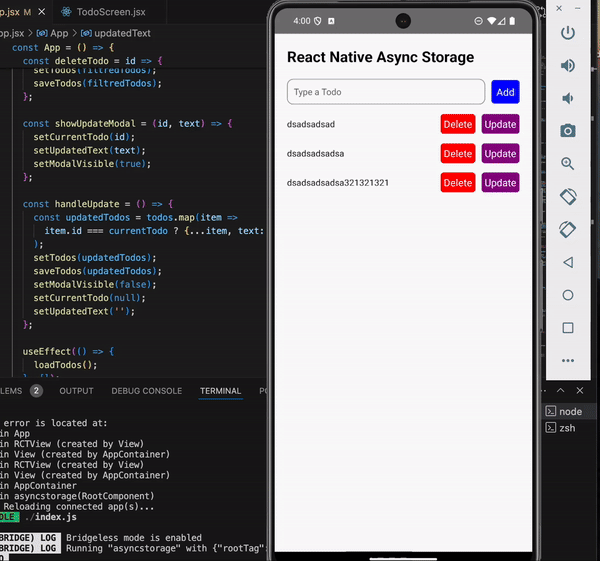 p.jsx M
TodoScreen.jsx
pp.jsx > App > updatedText
const App = () => {
const deleteTodo = id => {
setTodos(filtredTodos);
saveTodos(filtredTodos);
};
const showUpdateModal = (id, text) => {
setCurrentTodo(id);
setUpdatedText(text);
setModalVisible(true);
};
const handleUpdate = () => {
const updatedTodos = todos.map(item =>
item.id === currentTodo ? {...item, text:
);
setTodos(updatedTodos);
saveTodos(updatedTodos);
setModalVisible(false);
setCurrentTodo(null);
setUpdatedText('');
};
useEffect(() => {
loadTodos();
LEMS 2 OUTPUT DEBUG CONSOLE TERMINAL PO
error is located at:
in App
in RCTView (created by View)
in View (created by AppContainer)
in RCTView (created by View)
in View (created by AppContainer)
in AppContainer
in asyncstorage(RootComponent)
Reloading connected app(s)...
DLE ./index.js
BRIDGE) LOG Bridgeless mode is enabled
BRIDGE) LOG Running "asyncstorage" with {"rootTag":
4:00
React Native Async Storage
Type a Todo
Add
dsadsadsad
Delete Update
dsadsadsadsa
Delete Update
dsadsadsadsa321321321
Delete Update
node
zsh